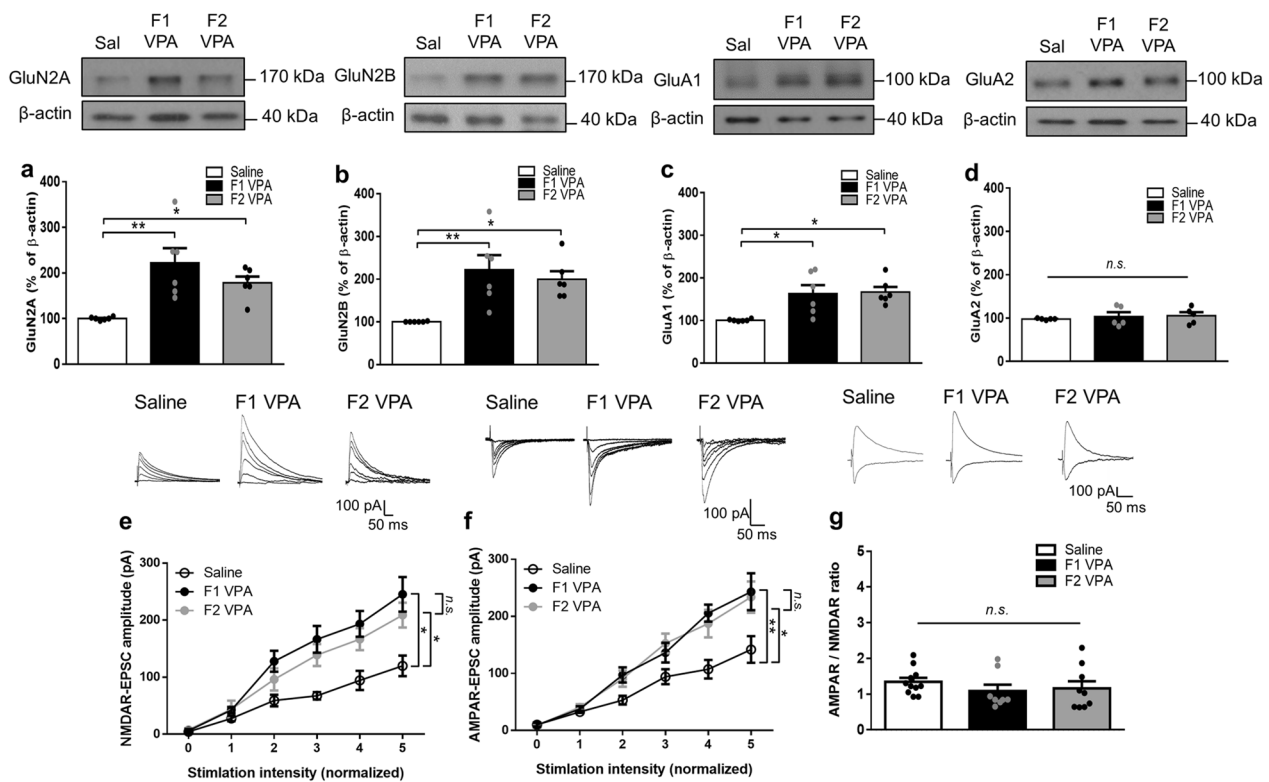 Sal
F1
VPA
F2
VPA
GluN2A
170 kDa
β-actin
40 kDa
Sal
F1
VPA
F2
VPA
GluN2B
170 kDa
β-actin
40 kDa
Sal
F1
VPA
F2
VPA
GluA1
100 kDa
β-actin
40 kDa
Sal
F1
VPA
F2
VPA
GluA2
100 kDa
β-actin
40 kDa
a
Saline
F1 VPA
F2 VPA
GluN2A (% of β-actin)
400
300
200
100
0
**
*
b
Saline
F1 VPA
F2 VPA
GluN2B (% of β-actin)
400
300
200
100
0
**
*
c
Saline
F1 VPA
F2 VPA
GluA1 (% of β-actin)
400
300
200
100
0
*
*
d
Saline
F1 VPA
F2 VPA
GluA2 (% of β-actin)
400
300
200
100
0
n.s.
Saline
F1 VPA
F2 VPA
100 pA
50 ms
Saline
F1 VPA
F2 VPA
100 pA
50 ms
Saline
F1 VPA
F2 VPA
100 pA
50 ms
e
Saline
F1 VPA
F2 VPA
NMDAR-EPSC amplitude (pA)
300
200
100
0
n.s.
*
*
0 1 2 3 4 5
Stimlation intensity (normalized)
f
Saline
F1 VPA
F2 VPA
AMPAR-EPSC amplitude (pA)
300
200
100
0
n.s.
**
*
0 1 2 3 4 5
Stimlation intensity (normalized)
g
Saline
F1 VPA
F2 VPA
AMPAR / NMDAR ratio
5
4
3
2
1
0
n.s.